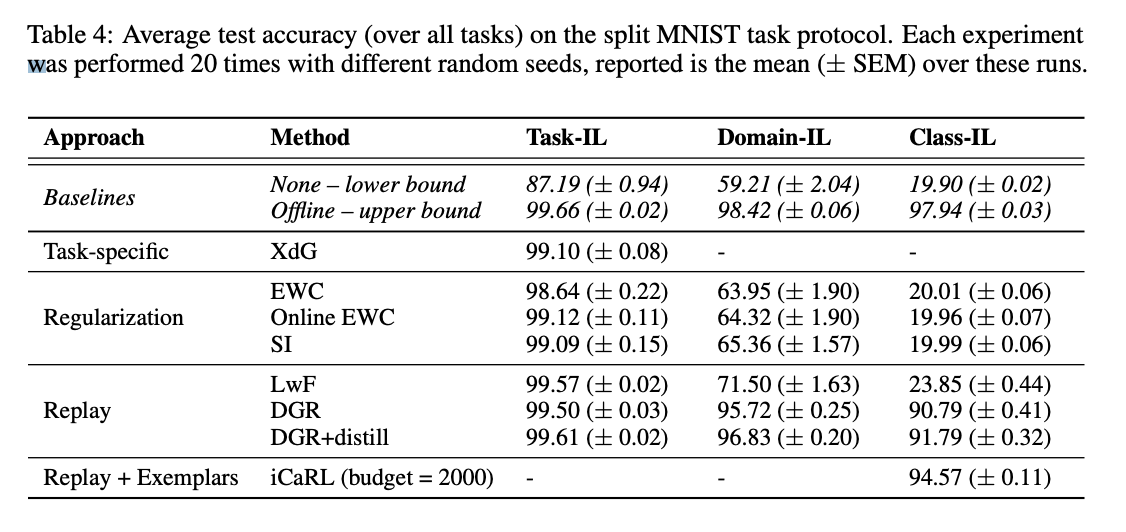 Table 4: Average test accuracy (over all tasks) on the split MNIST task protocol. Each experiment
was performed 20 times with different random seeds, reported is the mean (± SEM) over these runs.
Approach Method Task-IL Domain-IL Class-IL
Baselines None – lower bound 87.19 (± 0.94) 59.21 (± 2.04) 19.90 (± 0.02)
Offline – upper bound 99.66 (± 0.02) 98.42 (± 0.06) 97.94 (± 0.03)
Task-specific XdG 99.10 (± 0.08) - -
EWC 98.64 (± 0.22) 63.95 (± 1.90) 20.01 (± 0.06)
Regularization Online EWC 99.12 (± 0.11) 64.32 (± 1.90) 19.96 (± 0.07)
SI 99.09 (± 0.15) 65.36 (± 1.57) 19.99 (± 0.06)
LwF 99.57 (± 0.02) 71.50 (± 1.63) 23.85 (± 0.44)
Replay DGR 99.50 (± 0.03) 95.72 (± 0.25) 90.79 (± 0.41)
DGR+distill 99.61 (± 0.02) 96.83 (± 0.20) 91.79 (± 0.32)
Replay + Exemplars iCaRL (budget = 2000) - - 94.57 (± 0.11)